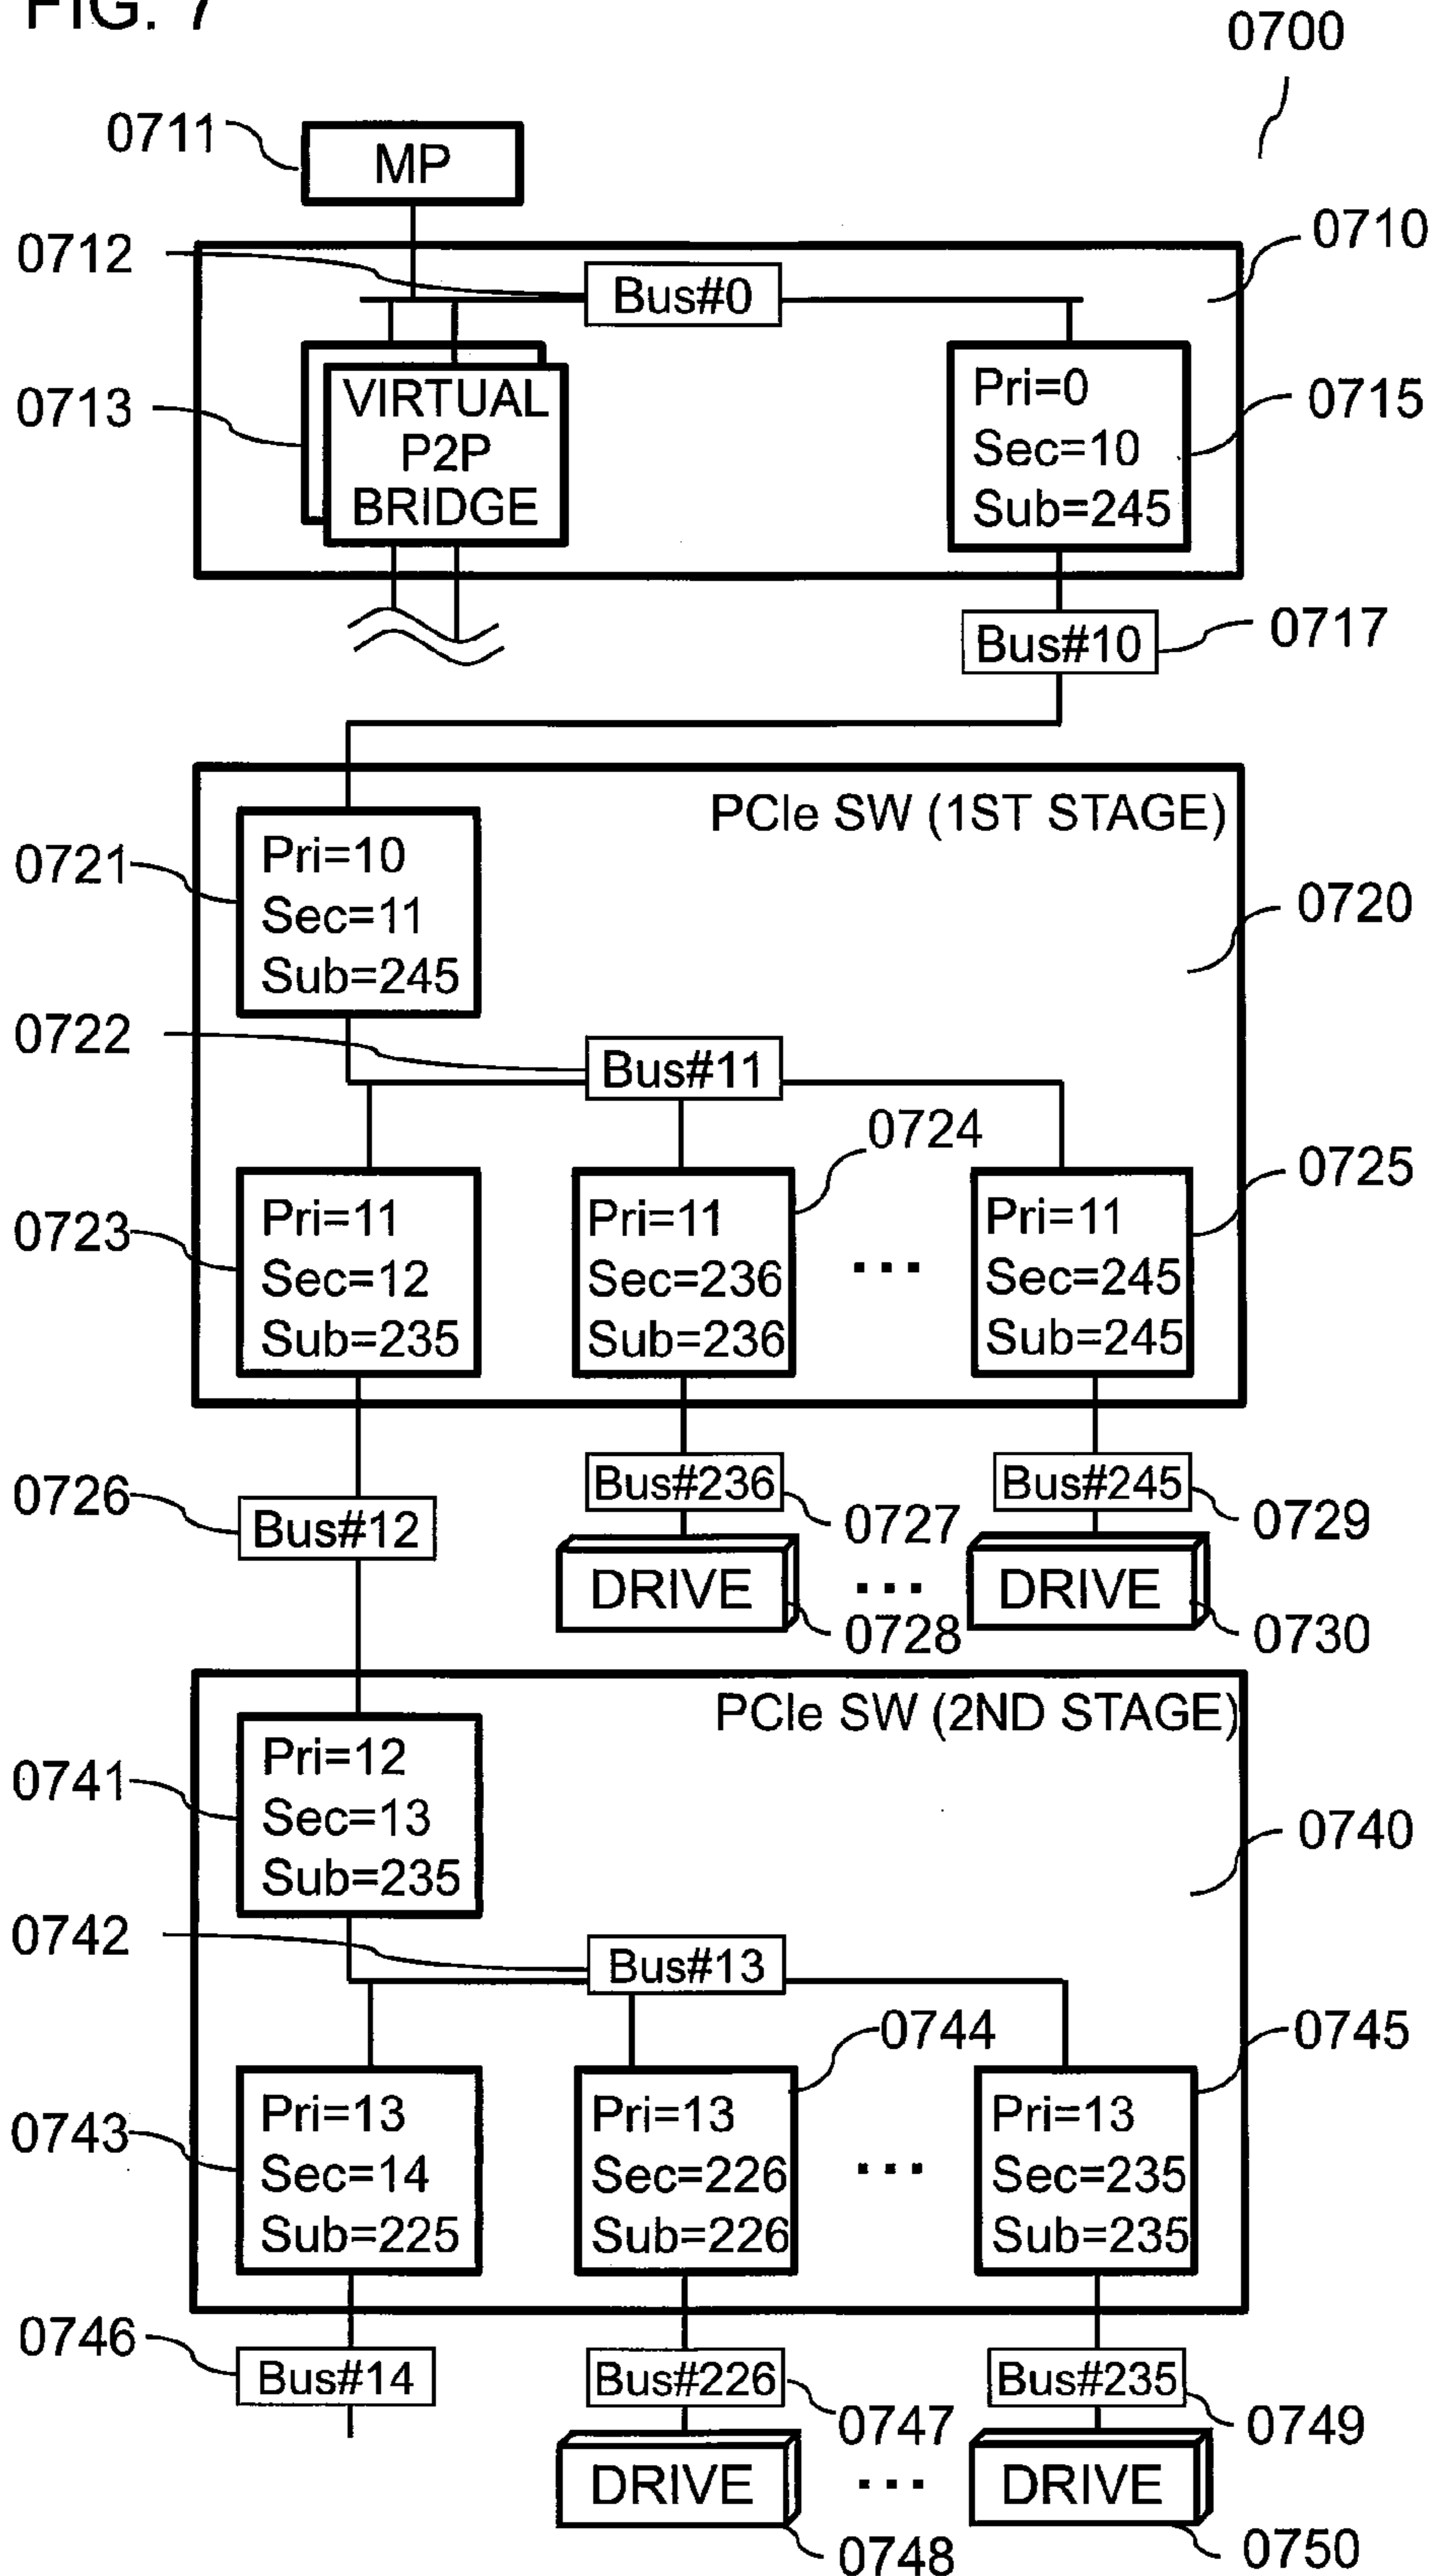 FIG. 7
0700
0711
MP
0712
Bus#0
0710
0713
VIRTUAL
P2P
BRIDGE
Pri=0
Sec=10
Sub=245
0715
Bus#10
0717
PCIe SW (1ST STAGE)
0721
Pri=10
Sec=11
Sub=245
0720
0722
Bus#11
0724
0725
0723
Pri=11
Sec=12
Sub=235
Pri=11
Sec=236
Sub=236
...
Pri=11
Sec=245
Sub=245
0726
Bus#12
Bus#236
0727
Bus#245
0729
DRIVE
0728
...
DRIVE
0730
PCIe SW (2ND STAGE)
0741
Pri=12
Sec=13
Sub=235
0740
0742
Bus#13
0744
0745
0743
Pri=13
Sec=14
Sub=225
Pri=13
Sec=226
Sub=226
...
Pri=13
Sec=235
Sub=235
0746
Bus#14
Bus#226
0747
Bus#235
0749
DRIVE
0748
...
DRIVE
0750